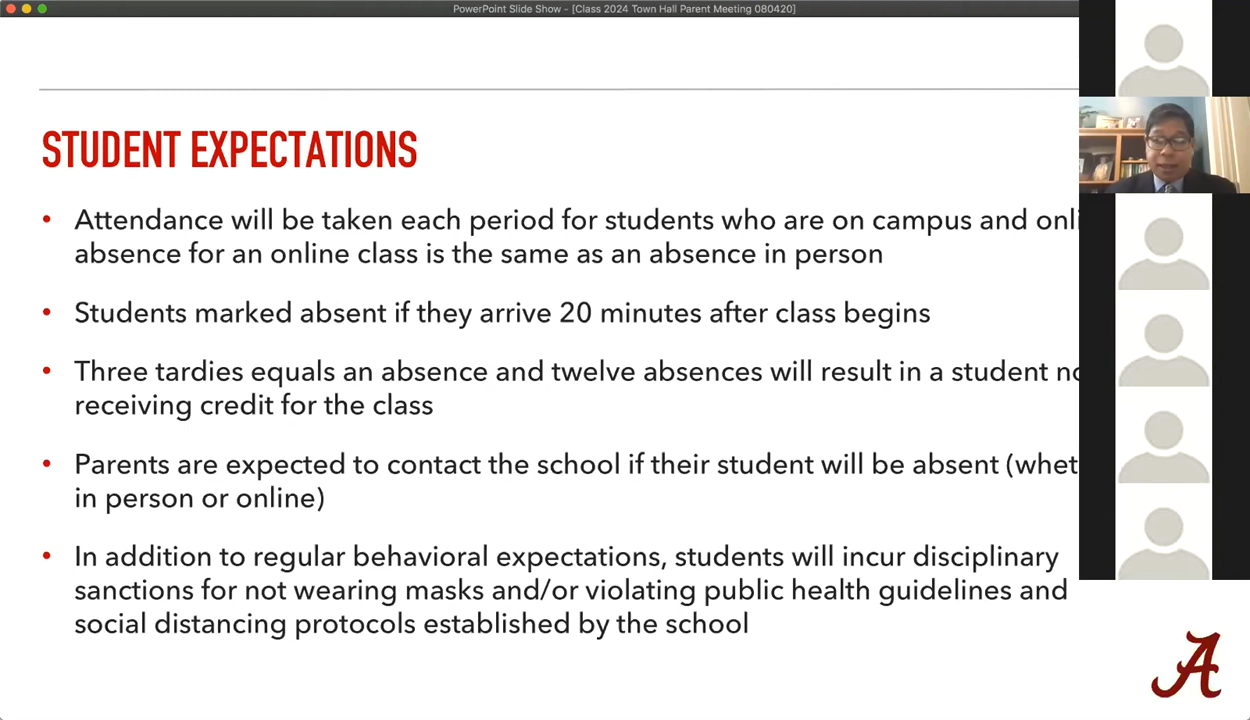 PowerPoint Slide Show - [Class 2024 Town Hall Parent Meeting 080420]
STUDENT EXPECTATIONS
• Attendance will be taken each period for students who are on campus and
absence for an online class is the same as an absence in person
• Students marked absent if they arrive 20 minutes after class begins
• Three tardies equals an absence and twelve absences will result in a student
receiving credit for the class
• Parents are expected to contact the school if their student will be absent
in person or online)
• In addition to regular behavioral expectations, students will incur disciplinary
sanctions for not wearing masks and/or violating public health guidelines and
social distancing protocols established by the school
A